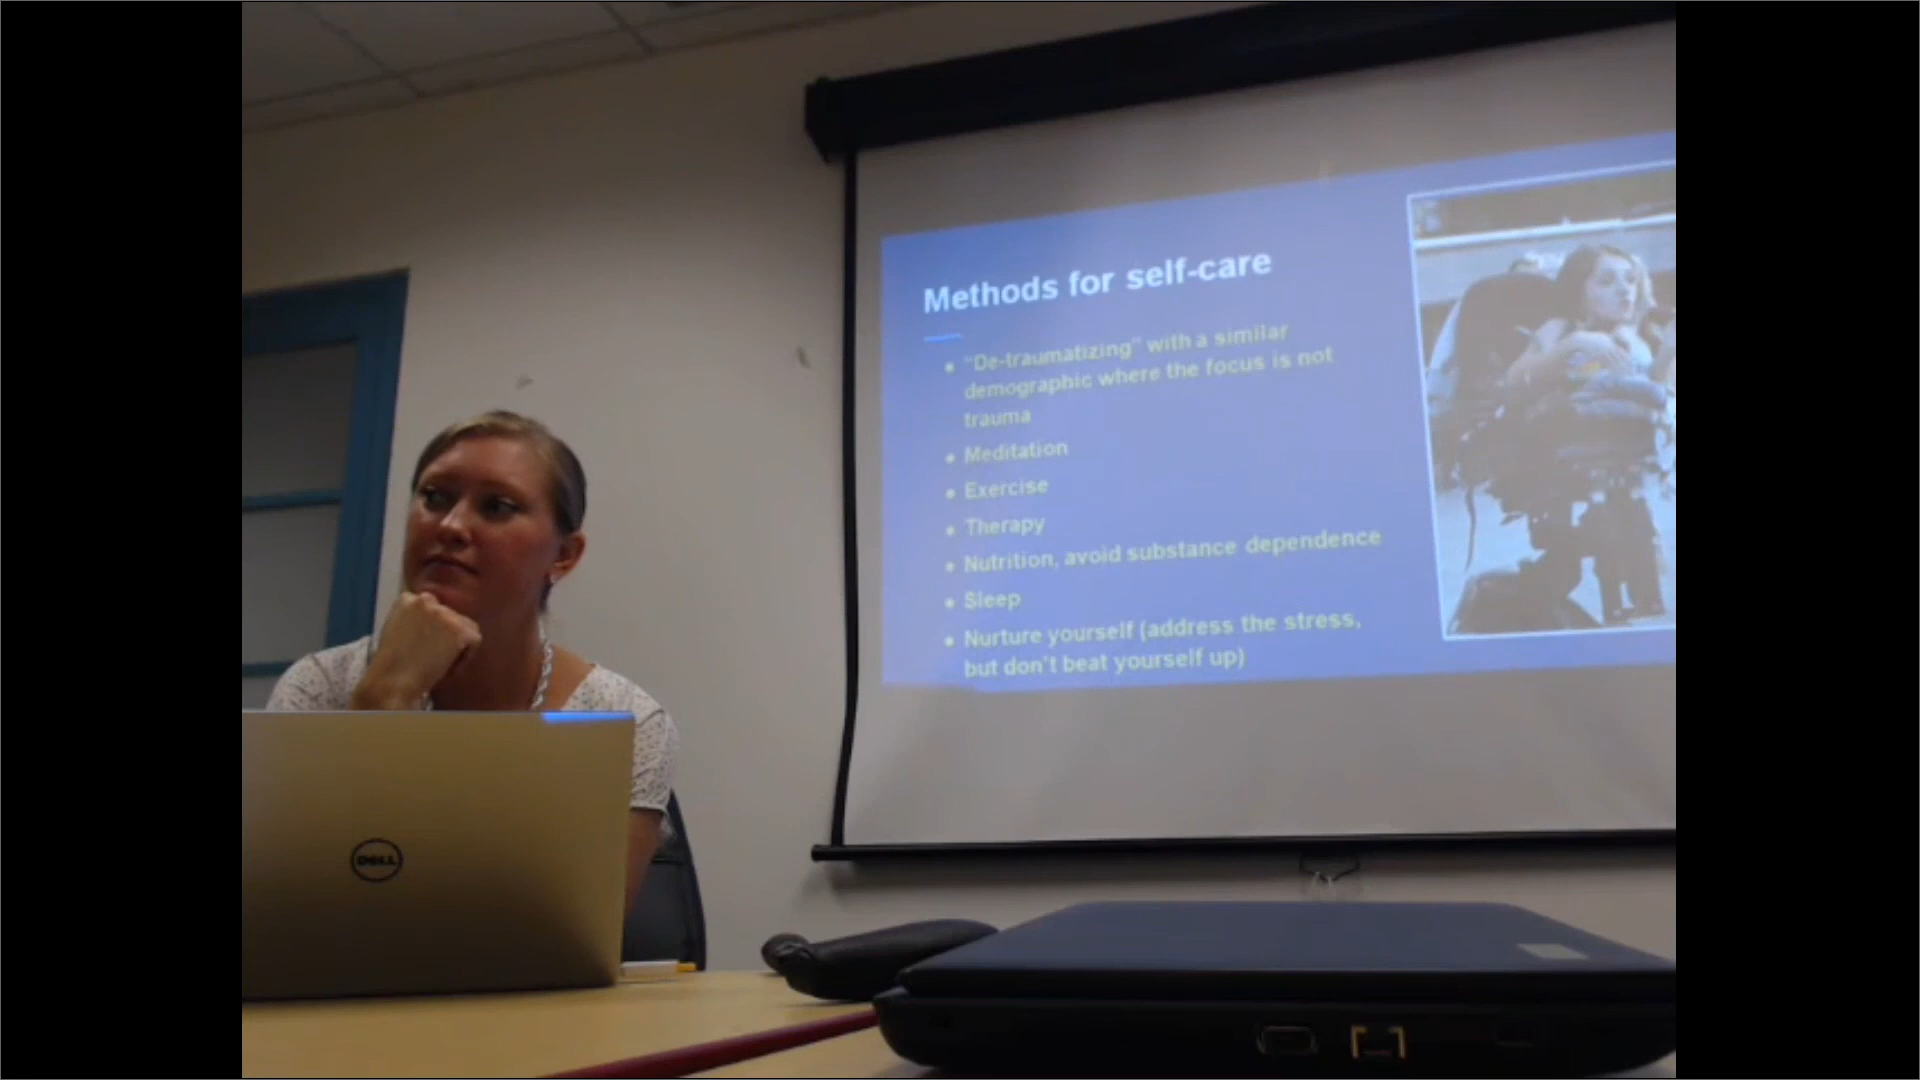 Methods for self-care
• “De-traumatizing” with a similar
demographic where the focus is not
trauma
• Meditation
• Exercise
• Therapy
• Nutrition, avoid substance dependence
• Sleep
• Nurture yourself (address the stress,
but don't beat yourself up)
DELL